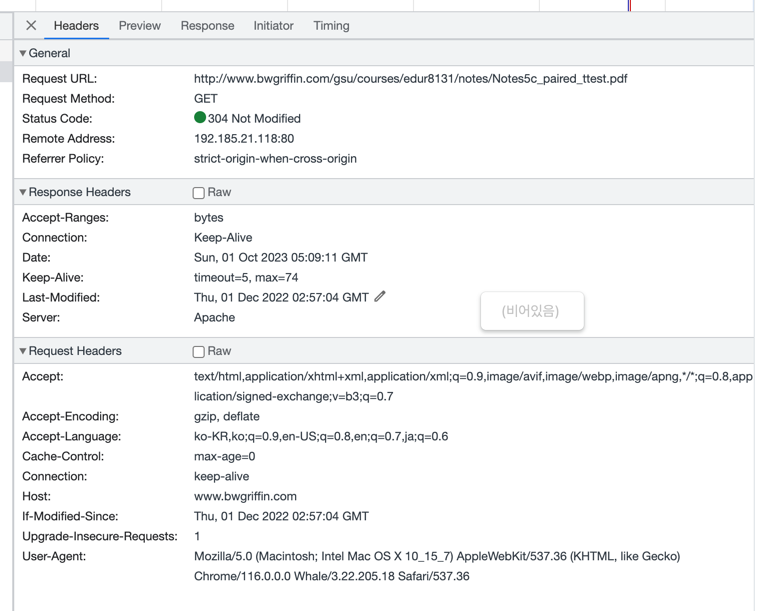 Headers Preview Response Initiator Timing
General
Request URL: http://www.bwgriffin.com/gsu/courses/edur8131/notes/Notes5c_paired_ttest.pdf
Request Method: GET
Status Code: 304 Not Modified
Remote Address: 192.185.21.118:80
Referrer Policy: strict-origin-when-cross-origin
Response Headers Raw
Accept-Ranges: bytes
Connection: Keep-Alive
Date: Sun, 01 Oct 2023 05:09:11 GMT
Keep-Alive: timeout=5, max=74
Last-Modified: Thu, 01 Dec 2022 02:57:04 GMT
(비어있음)
Server: Apache
Request Headers Raw
Accept: text/html,application/xhtml+xml,application/xml;q=0.9,image/avif,image/webp,image/apng,*/*;q=0.8,app
lication/signed-exchange;v=b3;q=0.7
Accept-Encoding: gzip, deflate
Accept-Language: ko-KR,ko;q=0.9,en-US;q=0.8,en;q=0.7,ja;q=0.6
Cache-Control: max-age=0
Connection: keep-alive
Host: www.bwgriffin.com
If-Modified-Since: Thu, 01 Dec 2022 02:57:04 GMT
Upgrade-Insecure-Requests: 1
User-Agent: Mozilla/5.0 (Macintosh; Intel Mac OS X 10_15_7) AppleWebKit/537.36 (KHTML, like Gecko)
Chrome/116.0.0.0 Whale/3.22.205.18 Safari/537.36